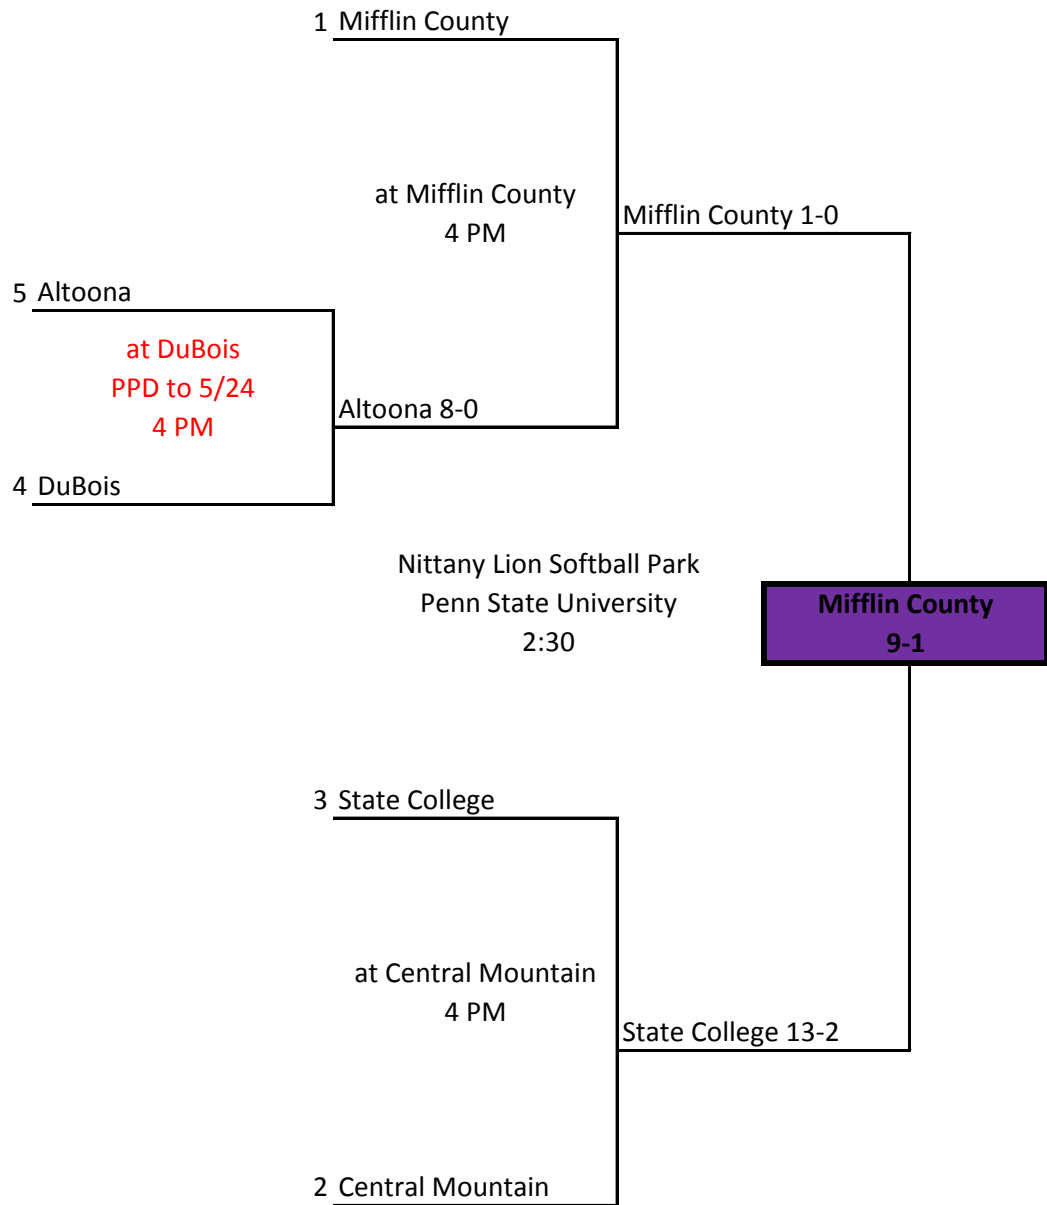 1 Mifflin County
at Mifflin County
4 PM
Mifflin County 1-0
5 Altoona
at DuBois
PPD to 5/24
4 PM
Altoona 8-0
4 DuBois
Nittany Lion Softball Park
Penn State University
2:30
Mifflin County
9-1
3 State College
at Central Mountain
4 PM
State College 13-2
2 Central Mountain